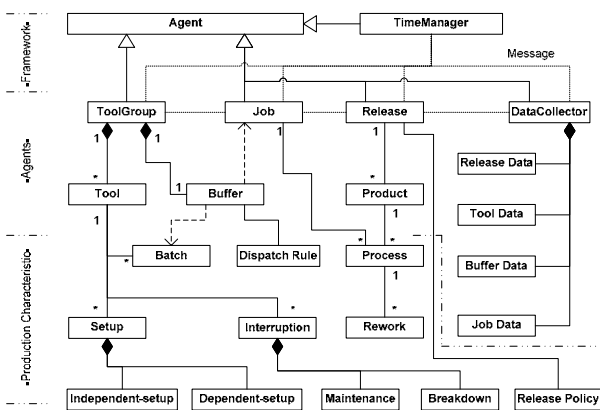 Framework
Agent
TimeManager
Message
ToolGroup
Job
Release
DataCollector
1
1
1
1
Agents
Release Data
*
1
*
Tool
Buffer
Product
Tool Data
1
1
*
*
*
Batch
Dispatch Rule
Process
Buffer Data
1
Production Characteristic
*
*
*
Setup
Interruption
Rework
Job Data
Independent-setup
Dependent-setup
Maintenance
Breakdown
Release Policy